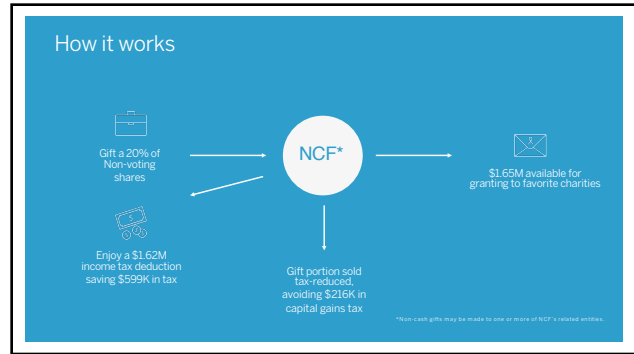 How it works
Gift a 20% of
Non-voting
shares
NCF*
$1.65M available for
granting to favorite charities
Enjoy a $1.62M
income tax deduction
saving $599K in tax
Gift portion sold
tax-reduced,
avoiding $216K in
capital gains tax
*Non-cash gifts may be made to one or more of NCF's related entities.